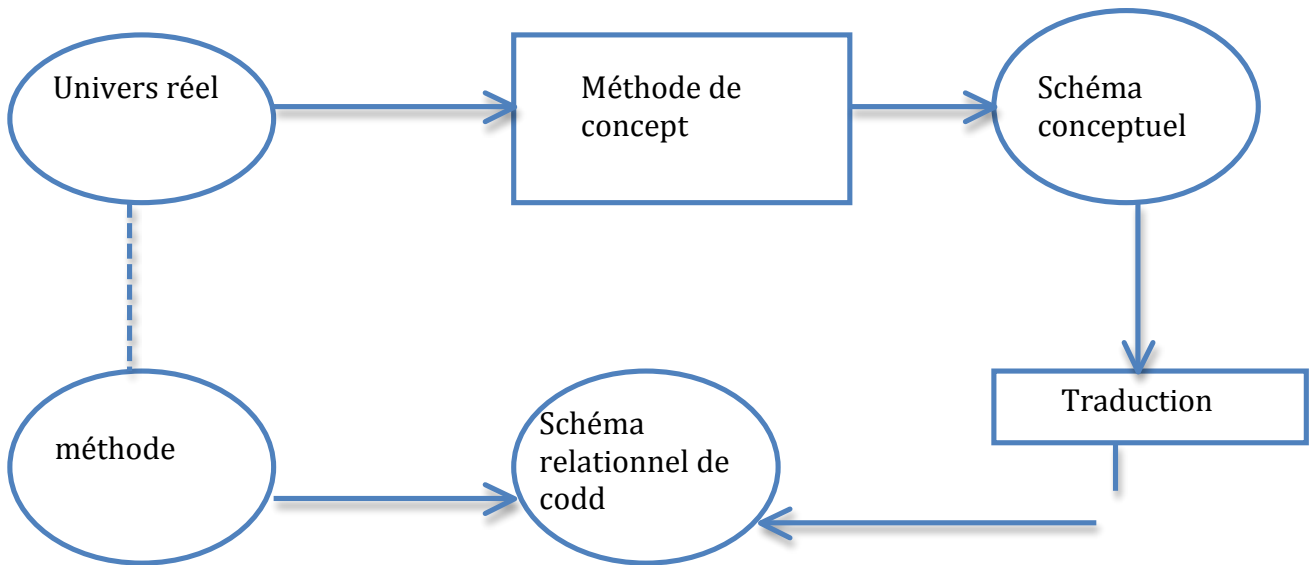 Univers réel
Méthode de
concept
Schéma
conceptuel
Traduction
méthode
Schéma
relationnel de
codd